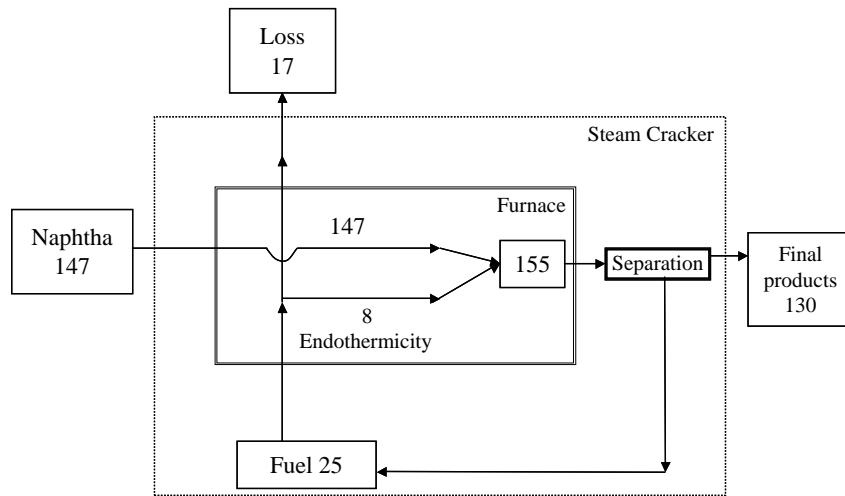 Loss
17
Steam Cracker
Furnace
Naphtha
147
147
155
Separation
Final
products
130
8
Endothermicity
Fuel 25